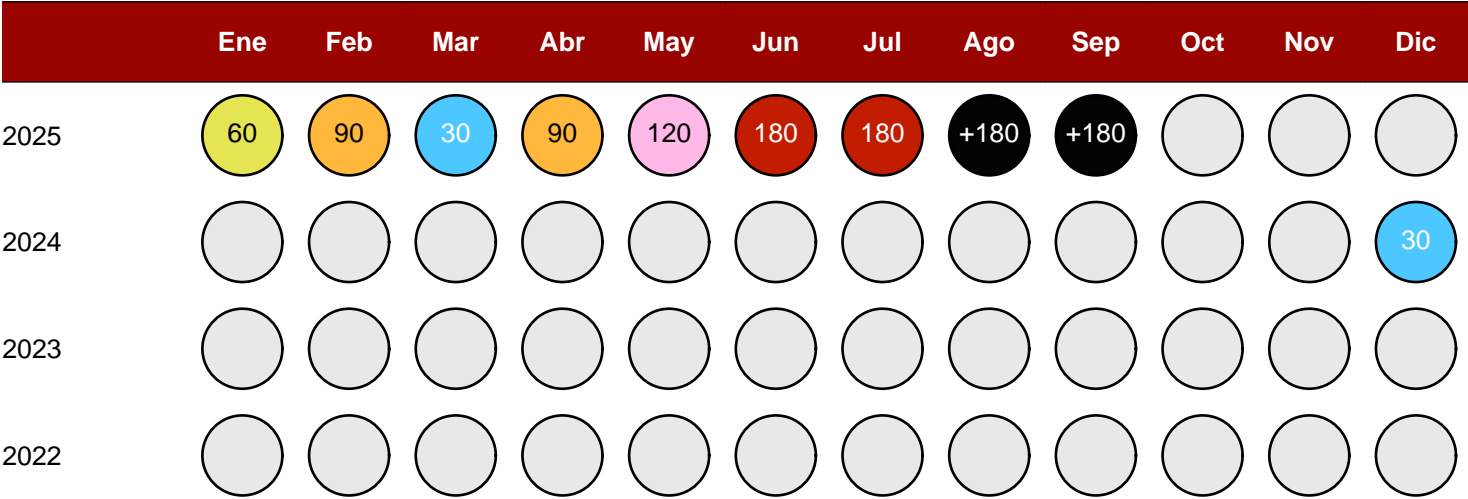 Ene Feb Mar Abr May Jun Jul Ago Sep Oct Nov Dic
2025 60 90 30 90 120 180 180 +180 +180
2024 30
2023
2022